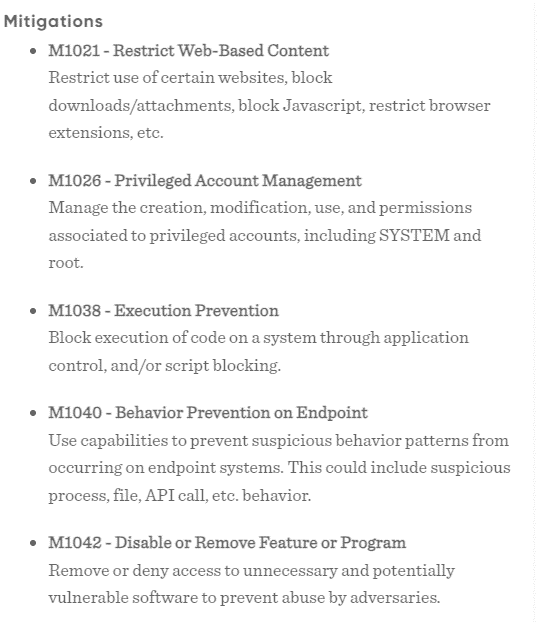 Mitigations
• M1021 - Restrict Web-Based Content
Restrict use of certain websites, block
downloads/attachments, block Javascript, restrict browser
extensions, etc.
• M1026 - Privileged Account Management
Manage the creation, modification, use, and permissions
associated to privileged accounts, including SYSTEM and
root.
• M1038 - Execution Prevention
Block execution of code on a system through application
control, and/or script blocking.
• M1040 - Behavior Prevention on Endpoint
Use capabilities to prevent suspicious behavior patterns from
occurring on endpoint systems. This could include suspicious
process, file, API call, etc. behavior.
• M1042 - Disable or Remove Feature or Program
Remove or deny access to unnecessary and potentially
vulnerable software to prevent abuse by adversaries.